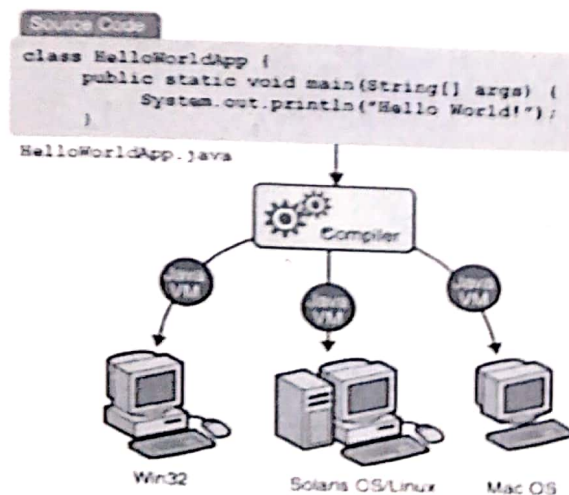 Source Code
class HelloWorldApp {
public static void main(String[] args) {
System.out.println("Hello World!");
}
HelloWorldApp.java
Compiler
Java VM
Java VM
Java VM
Win32
Solaris OS/Linux
Mac OS